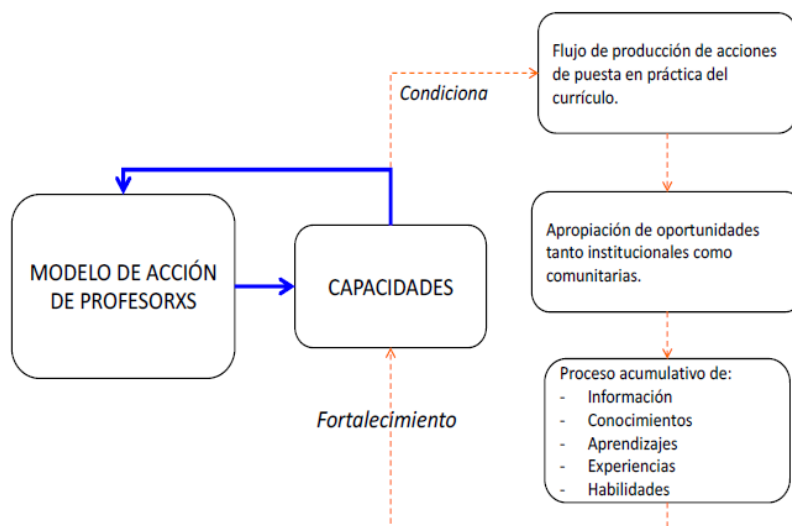 Flujo de producción de acciones
de puesta en práctica del
currículo.
Condiciona
Apropiación de oportunidades
tanto institucionales como
comunitarias.
MODELO DE ACCIÓN
DE PROFESORXS
CAPACIDADES
Proceso acumulativo de:
- Información
- Conocimientos
- Aprendizajes
- Experiencias
- Habilidades
Fortalecimiento